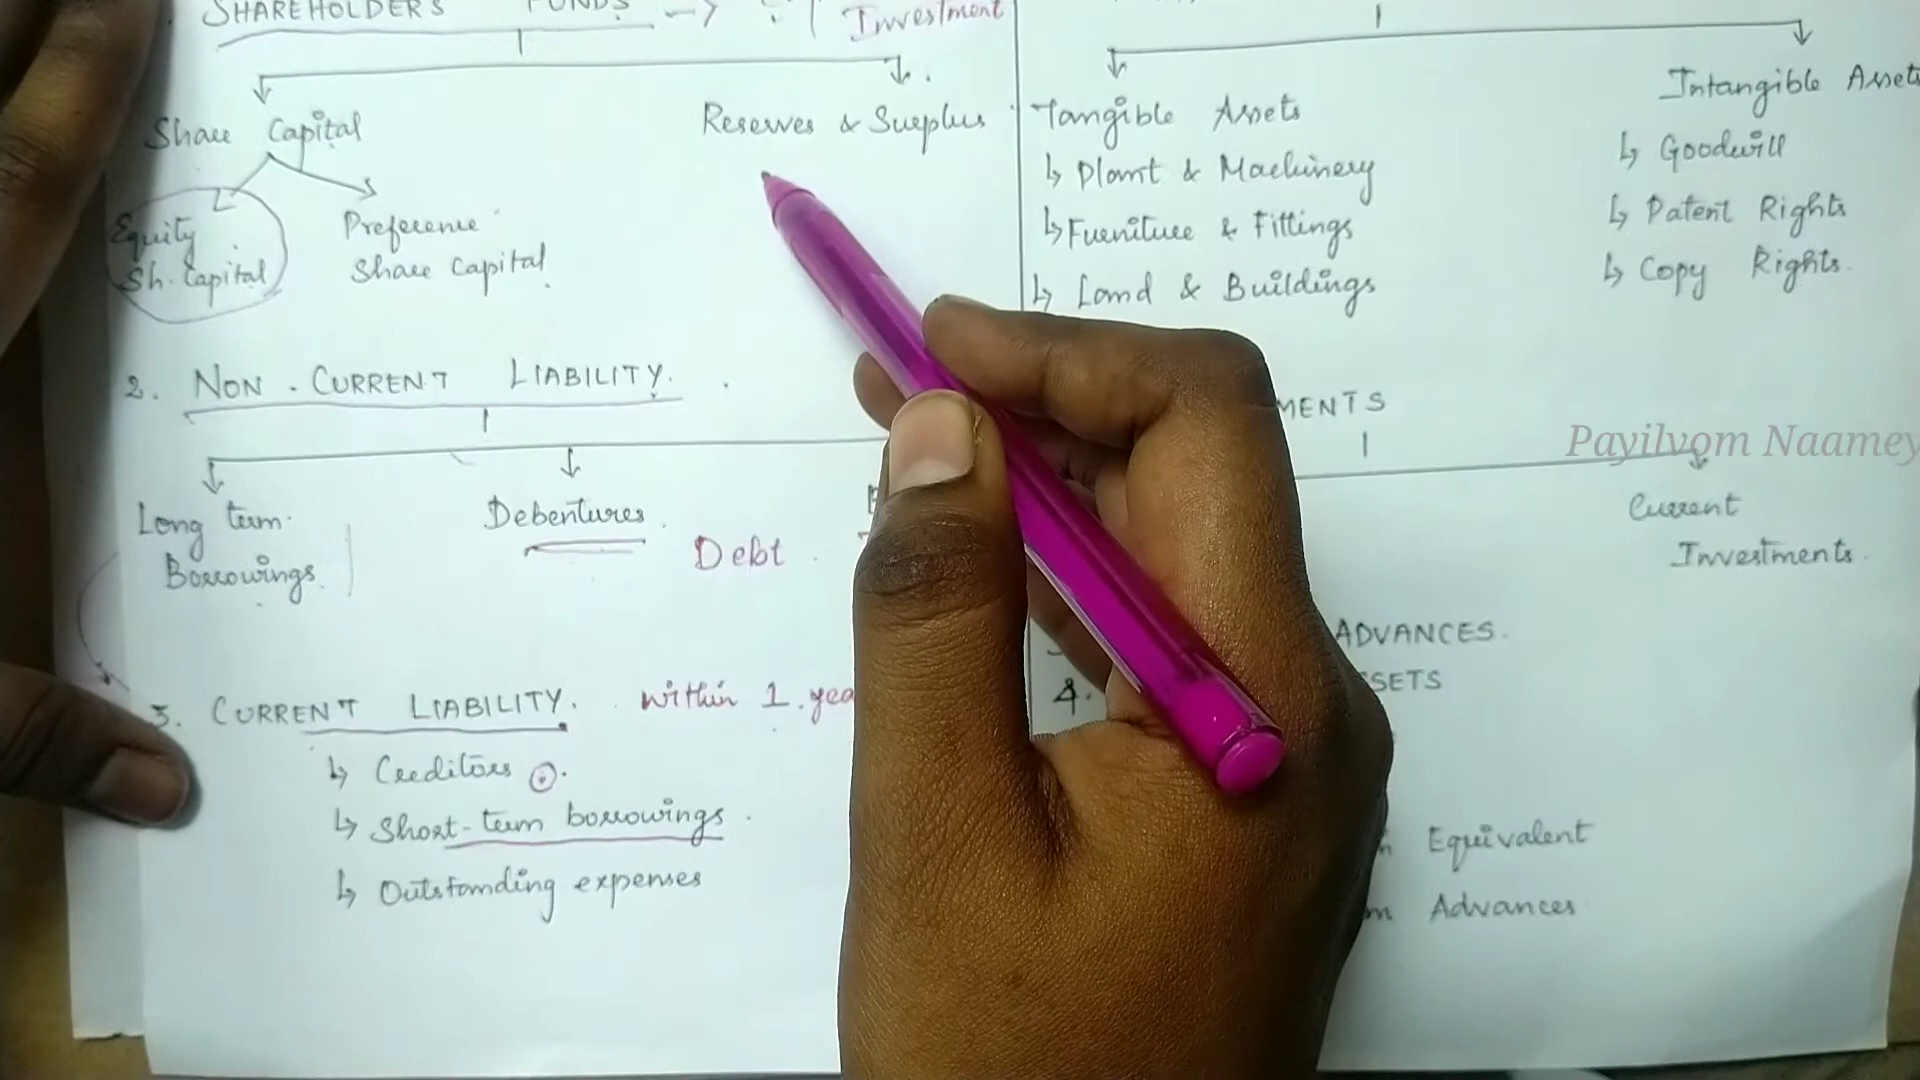 SHAREHOLDERS FUNDS →
Investment
Share Capital
Reserves & Surplus
Equity
Sh. Capital
Preference
Share Capital
2. NON-CURRENT LIABILITY.
Long term
Borrowings
Debentures
Debt
3. CURRENT LIABILITY. within 1 yea
↳ Creditors
↳ Short-term borrowings
↳ Outstanding expenses
Tangible Assets
↳ Plant & Machinery
↳ Furniture & Fittings
↳ Land & Buildings
Intangible Assets
↳ Goodwill
↳ Patent Rights
↳ Copy Rights
MENTS
Payilvom Naamey
Current
Investments
ADVANCES.
4. SSETS
Equivalent
Advances